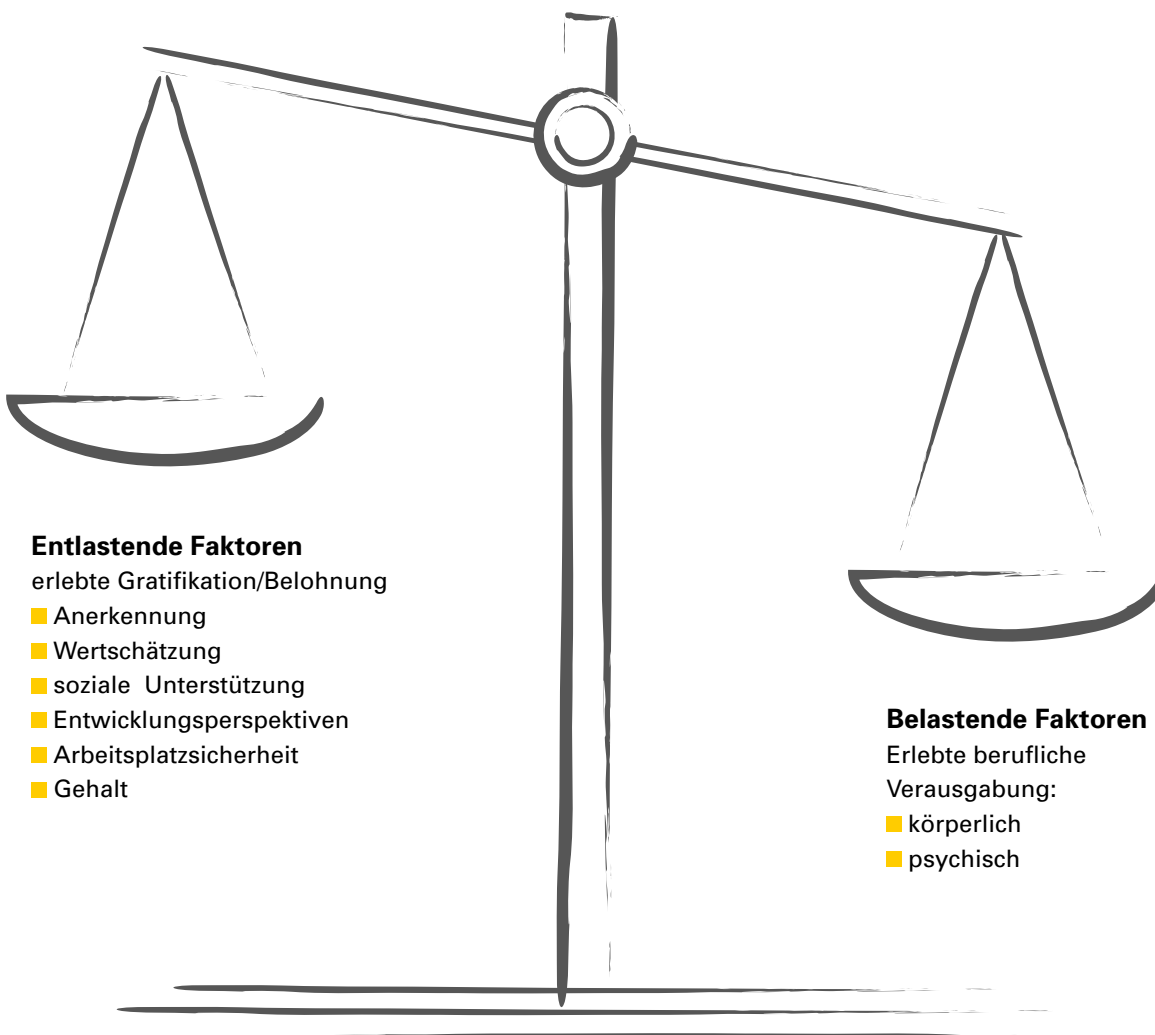 Entlastende Faktoren
erlebte Gratifikation/Belohnung
Anerkennung
Wertschätzung
soziale Unterstützung
Entwicklungsperspektiven
Arbeitsplatzsicherheit
Gehalt
Belastende Faktoren
Erlebte berufliche
Verausgabung:
körperlich
psychisch